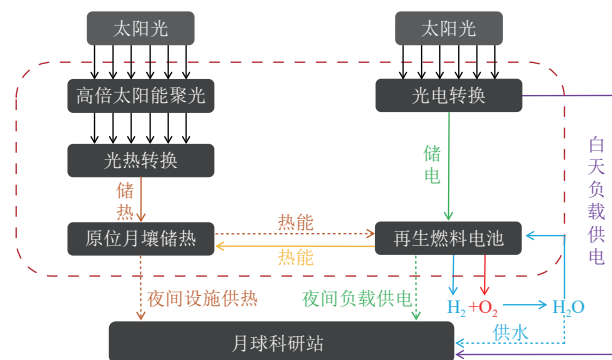 太阳光
太阳光
高倍太阳能聚光
光电转换
光热转换
储热
储电
白天负载供电
原位月壤储热
热能
热能
再生燃料电池
夜间设施供热
夜间负载供电
H₂+O₂
H₂O
供水
月球科研站